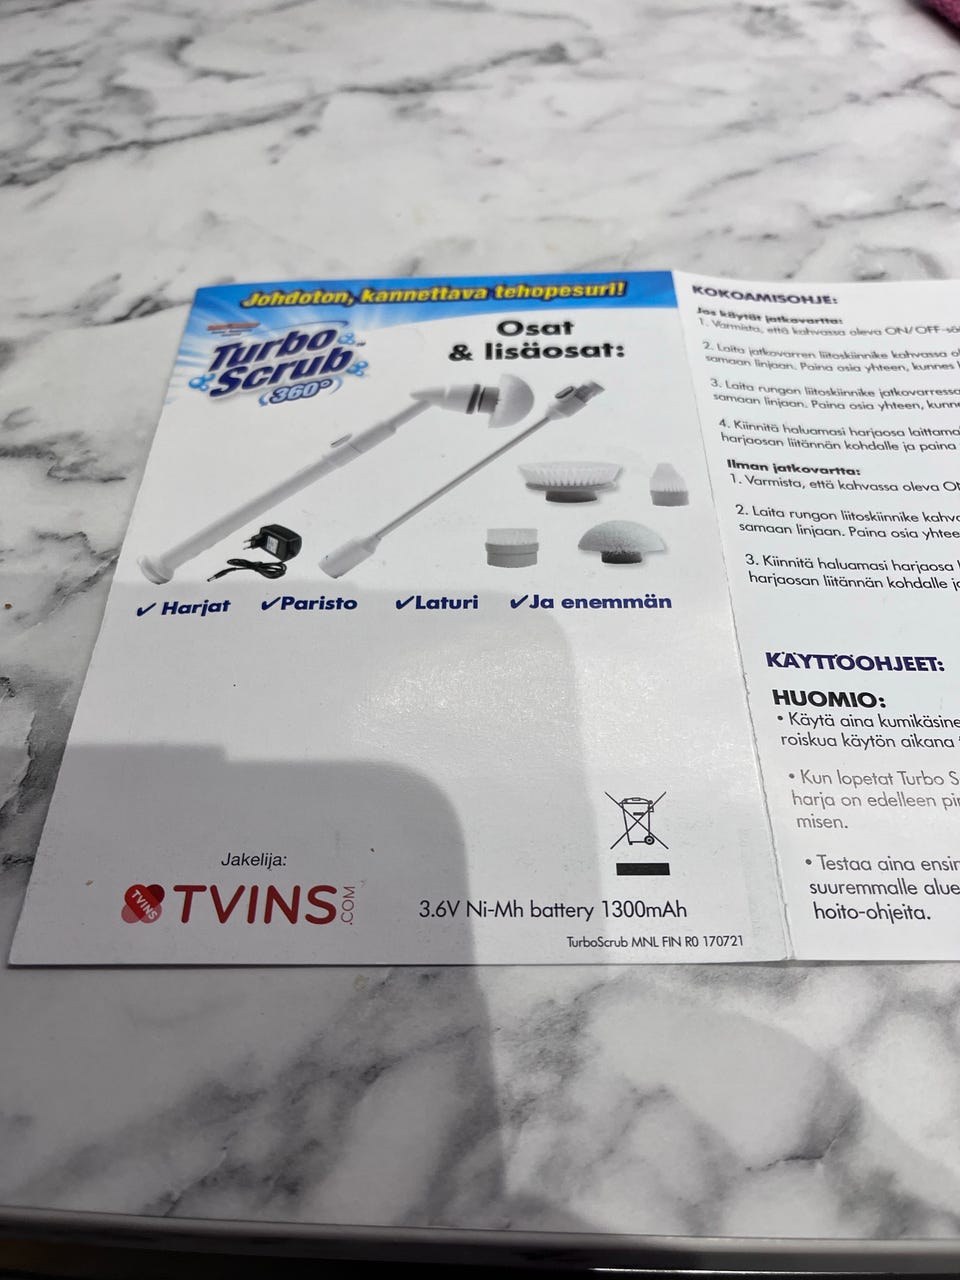 Johdoton, kannettava tehopesuri!
Turbo
Scrub™
360°
Osat
& lisäosat:
✓ Harjat ✓Paristo ✓Laturi ✓Ja enemmän
Jakelija:
TVINS
TVINS.COM
3.6V Ni-Mh battery 1300mAh
TurboScrub MNL FIN R0 170721
KOKOAMISOHJE:
Jos käytät jatkovartta:
1. Varmista, että kahvassa oleva ON/OFF-
2. Laita jatkovarren liitoskiinnike kahvassa
samaan linjaan. Paina osia yhteen, kunnes
3. Laita rungon liitoskiinnike jatkovarressa
samaan linjaan. Paina osia yhteen,
4. Kiinnitä haluamasi harjaosa
harjaosan liitännän kohdalle ja paina
Ilman jatkovartta:
1. Varmista, että kahvassa oleva
2. Laita rungon liitoskiinnike
samaan linjaan. Paina osia
3. Kiinnitä haluamasi harjaosa
harjaosan liitännän kohdalle
KÄYTTÖOHJEET:
HUOMIO:
• Käytä aina
roiskua käytön aikana
• Kun lopetat Turbo
harja on edelleen
misen.
• Testaa aina
suuremmalle
hoito-ohjeita.